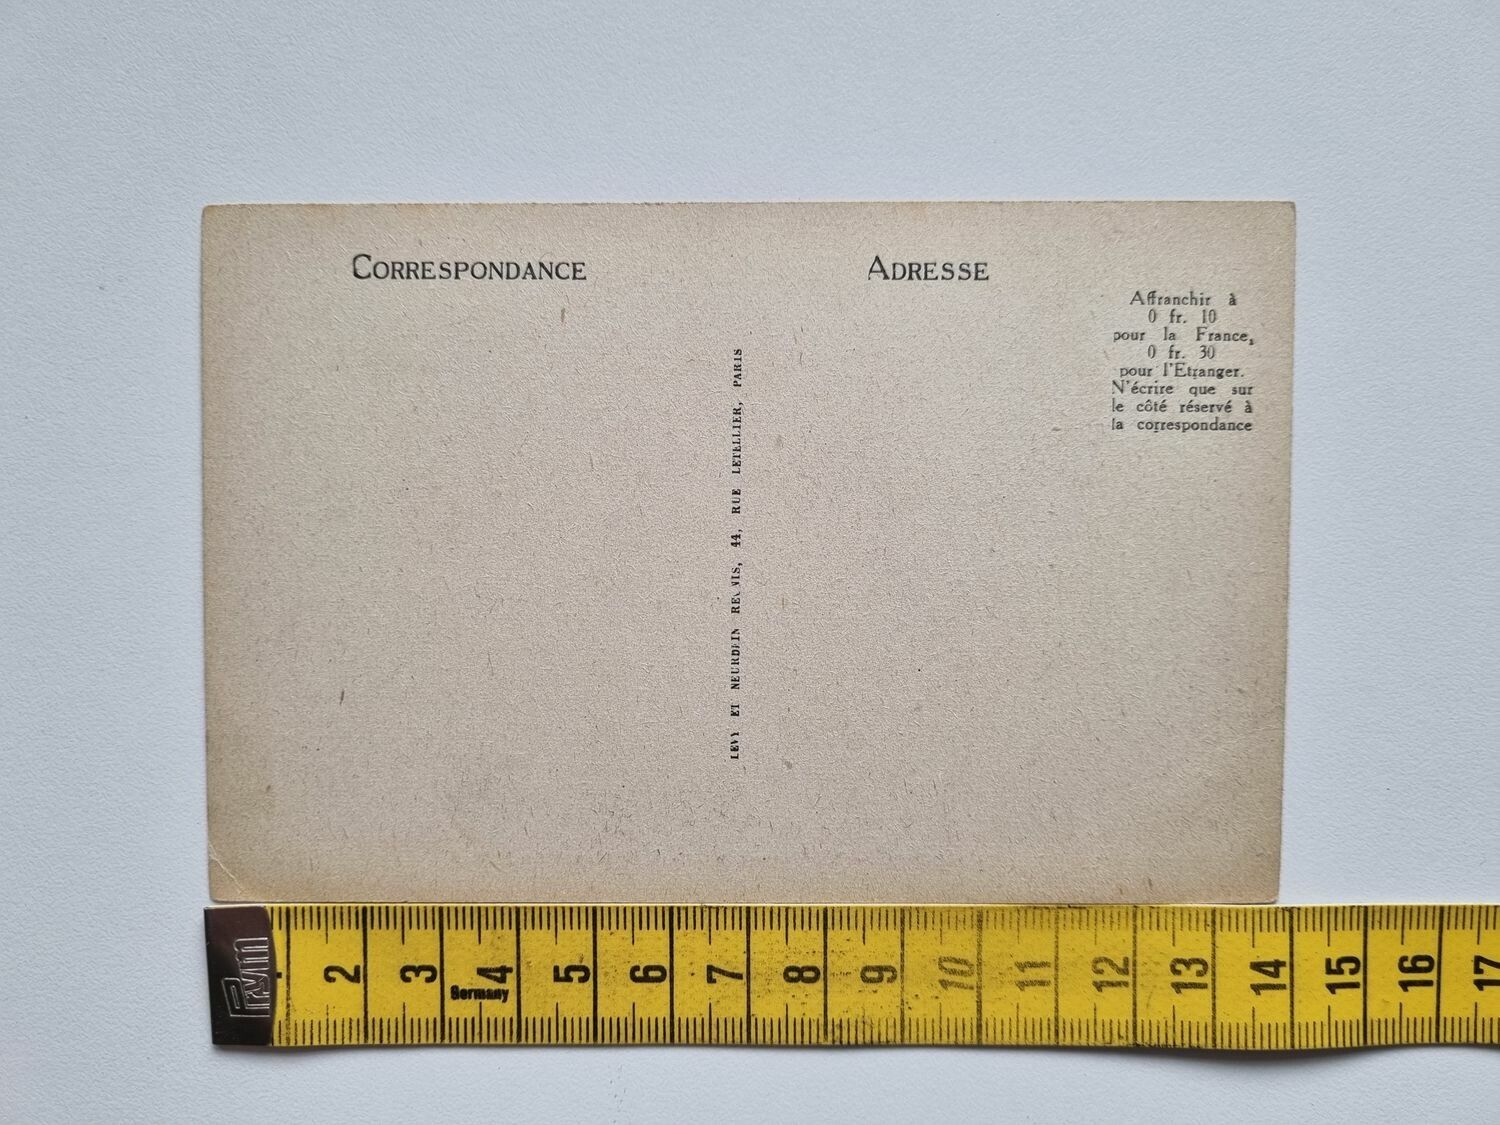 CORRESPONDANCE
ADRESSE
Affranchir à
0 fr. 10
pour la France,
0 fr. 30
pour l'Etranger.
N'écrire que sur
le côté réservé à
la correspondance
LEVY ET NEURDEIN REUNIS, 44, RUE LETELLIER, PARIS
Prym
2 3 4 5 6 7 8 9 10 11 12 13 14 15 16 17
Germany